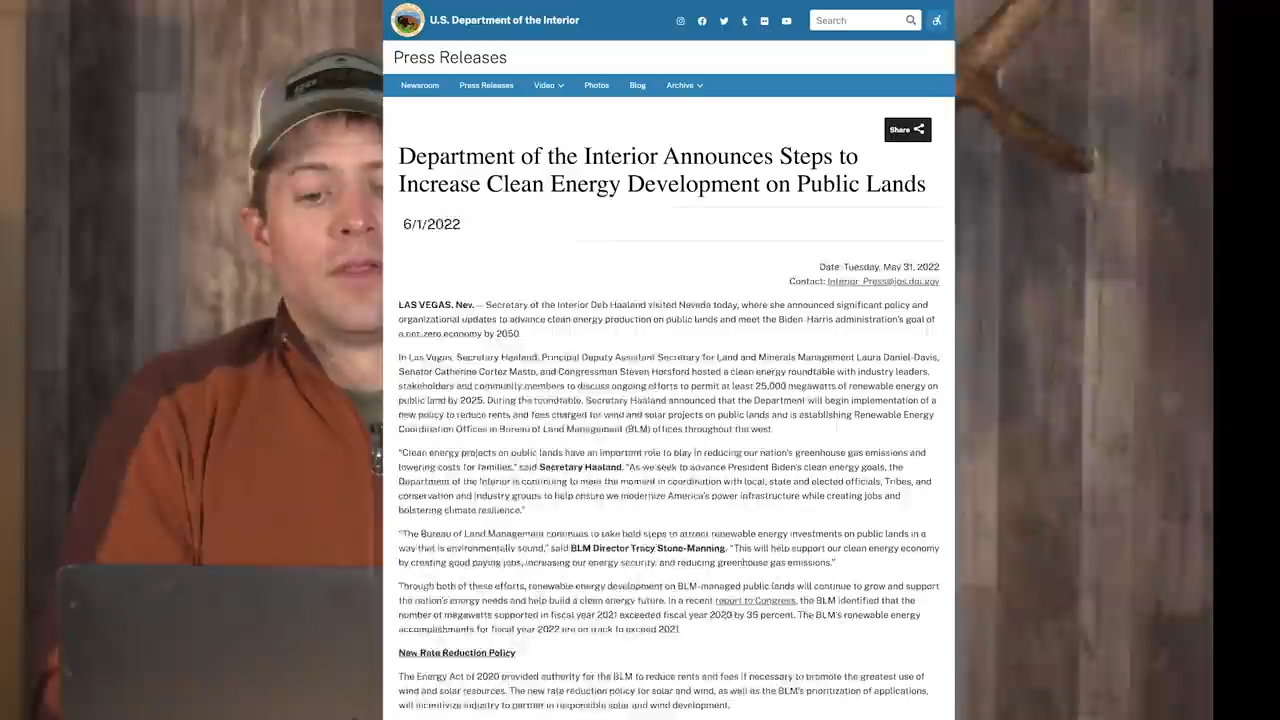 U.S. Department of the Interior
Search
Press Releases
Newsroom Press Releases Video Photos Blog Archive
Share
Department of the Interior Announces Steps to
Increase Clean Energy Development on Public Lands
6/1/2022
Date: Tuesday, May 31, 2022
Contact: Interior_Press@ios.doi.gov
LAS VEGAS, Nev. — Secretary of the Interior Deb Haaland visited Nevada today, where she announced significant policy and
organizational updates to advance clean energy production on public lands and meet the Biden-Harris administration's goal of
a net-zero economy by 2050.
In Las Vegas, Secretary Haaland, Principal Deputy Assistant Secretary for Land and Minerals Management Laura Daniel-Davis,
Senator Catherine Cortez Masto, and Congressman Steven Horsford hosted a clean energy roundtable with industry leaders,
stakeholders and community members to discuss ongoing efforts to permit at least 25,000 megawatts of renewable energy on
public land by 2025. During the roundtable, Secretary Haaland announced that the Department will begin implementation of a
new policy to reduce rents and fees charged for wind and solar projects on public lands and is establishing Renewable Energy
Coordination Offices in Bureau of Land Management (BLM) offices throughout the west.
"Clean energy projects on public lands have an important role to play in reducing our nation's greenhouse gas emissions and
lowering costs for families," said Secretary Haaland. "As we seek to advance President Biden's clean energy goals, the
Department of the Interior is continuing to meet the moment in coordination with local, state and elected officials, Tribes, and
conservation and industry groups to help ensure we modernize America's power infrastructure while creating jobs and
bolstering climate resilience."
"The Bureau of Land Management continues to take bold steps to attract renewable energy investments on public lands in a
way that is environmentally sound," said BLM Director Tracy Stone-Manning. "This will help support our clean energy economy
by creating good paying jobs, increasing our energy security, and reducing greenhouse gas emissions."
Through both of these efforts, renewable energy development on BLM-managed public lands will continue to grow and support
the nation's energy needs and help build a clean energy future. In a recent report to Congress, the BLM identified that the
number of megawatts supported in fiscal year 2021 exceeded fiscal year 2020 by 35 percent. The BLM's renewable energy
accomplishments for fiscal year 2022 are on track to exceed 2021.
New Rate Reduction Policy
The Energy Act of 2020 provided authority for the BLM to reduce rents and fees if necessary to promote the greatest use of
wind and solar resources. The new rate reduction policy for solar and wind, as well as the BLM's prioritization of applications,
will incentivize industry to partner in responsible solar and wind development.